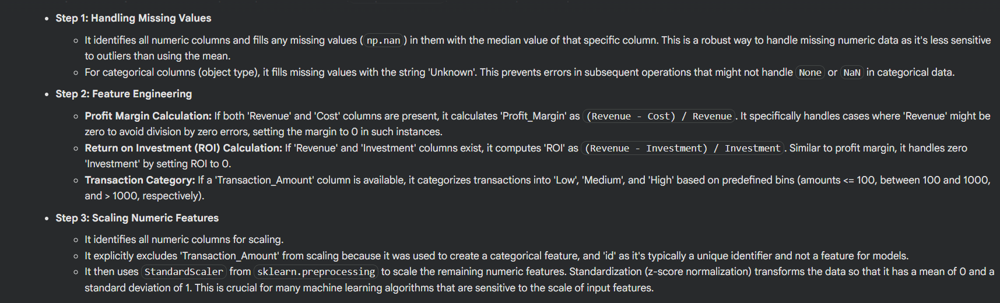 Step 1: Handling Missing Values
It identifies all numeric columns and fills any missing values ( np.nan ) in them with the median value of that specific column. This is a robust way to handle missing numeric data as it's less sensitive
to outliers than using the mean.
For categorical columns (object type), it fills missing values with the string 'Unknown'. This prevents errors in subsequent operations that might not handle None or NaN in categorical data.
Step 2: Feature Engineering
Profit Margin Calculation: If both 'Revenue' and 'Cost' columns are present, it calculates 'Profit_Margin' as (Revenue - Cost) / Revenue . It specifically handles cases where 'Revenue' might be
zero to avoid division by zero errors, setting the margin to 0 in such instances.
Return on Investment (ROI) Calculation: If 'Revenue' and 'Investment' columns exist, it computes 'ROI' as (Revenue - Investment) / Investment . Similar to profit margin, it handles zero
'Investment' by setting ROI to 0.
Transaction Category: If a 'Transaction_Amount' column is available, it categorizes transactions into 'Low', 'Medium', and 'High' based on predefined bins (amounts <= 100, between 100 and 1000,
and > 1000, respectively).
Step 3: Scaling Numeric Features
It identifies all numeric columns for scaling.
It explicitly excludes 'Transaction_Amount' from scaling because it was used to create a categorical feature, and 'id' as it's typically a unique identifier and not a feature for models.
It then uses StandardScaler from sklearn.preprocessing to scale the remaining numeric features. Standardization (z-score normalization) transforms the data so that it has a mean of 0 and a
standard deviation of 1. This is crucial for many machine learning algorithms that are sensitive to the scale of input features.